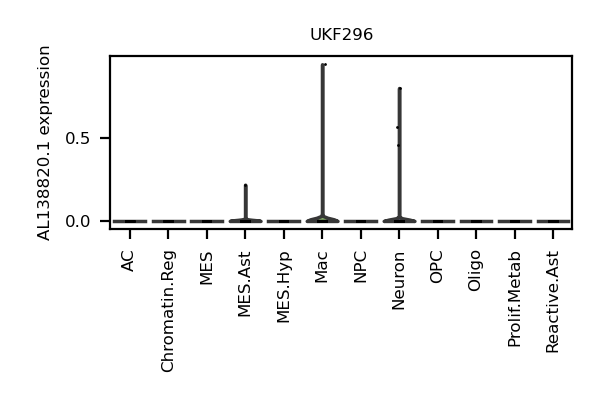 UKF296
AL138820.1 expression
0.5
0.0
AC
Chromatin.Reg
MES
MES.Ast
MES.Hyp
Mac
NPC
Neuron
OPC
Oligo
Prolif.Metab
Reactive.Ast